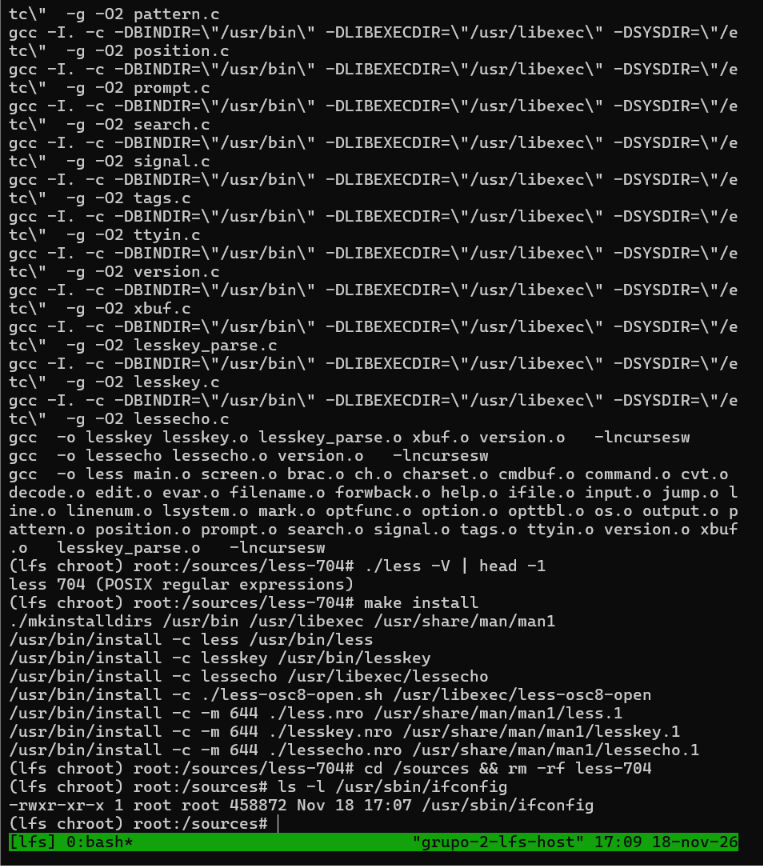 tc\"  -g -O2 pattern.c
gcc -I. -c -DBINDIR=\"/usr/bin\" -DLIBEXECDIR=\"/usr/libexec\" -DSYSDIR=\"/e
tc\"  -g -O2 position.c
gcc -I. -c -DBINDIR=\"/usr/bin\" -DLIBEXECDIR=\"/usr/libexec\" -DSYSDIR=\"/e
tc\"  -g -O2 prompt.c
gcc -I. -c -DBINDIR=\"/usr/bin\" -DLIBEXECDIR=\"/usr/libexec\" -DSYSDIR=\"/e
tc\"  -g -O2 search.c
gcc -I. -c -DBINDIR=\"/usr/bin\" -DLIBEXECDIR=\"/usr/libexec\" -DSYSDIR=\"/e
tc\"  -g -O2 signal.c
gcc -I. -c -DBINDIR=\"/usr/bin\" -DLIBEXECDIR=\"/usr/libexec\" -DSYSDIR=\"/e
tc\"  -g -O2 tags.c
gcc -I. -c -DBINDIR=\"/usr/bin\" -DLIBEXECDIR=\"/usr/libexec\" -DSYSDIR=\"/e
tc\"  -g -O2 ttyin.c
gcc -I. -c -DBINDIR=\"/usr/bin\" -DLIBEXECDIR=\"/usr/libexec\" -DSYSDIR=\"/e
tc\"  -g -O2 version.c
gcc -I. -c -DBINDIR=\"/usr/bin\" -DLIBEXECDIR=\"/usr/libexec\" -DSYSDIR=\"/e
tc\"  -g -O2 xbuf.c
gcc -I. -c -DBINDIR=\"/usr/bin\" -DLIBEXECDIR=\"/usr/libexec\" -DSYSDIR=\"/e
tc\"  -g -O2 lesskey_parse.c
gcc -I. -c -DBINDIR=\"/usr/bin\" -DLIBEXECDIR=\"/usr/libexec\" -DSYSDIR=\"/e
tc\"  -g -O2 lesskey.c
gcc -I. -c -DBINDIR=\"/usr/bin\" -DLIBEXECDIR=\"/usr/libexec\" -DSYSDIR=\"/e
tc\"  -g -O2 lessecho.c
gcc  -o lesskey lesskey.o lesskey_parse.o xbuf.o version.o   -lncursesw
gcc  -o lessecho lessecho.o version.o   -lncursesw
gcc  -o less main.o screen.o brac.o ch.o charset.o cmdbuf.o command.o cvt.o
decode.o edit.o evar.o filename.o forwback.o help.o ifile.o input.o jump.o l
ine.o linenum.o lsystem.o mark.o optfunc.o option.o opttbl.o os.o output.o p
attern.o position.o prompt.o search.o signal.o tags.o ttyin.o version.o xbuf
.o   lesskey_parse.o   -lncursesw
(lfs chroot) root:/sources/less-704# ./less -V | head -1
less 704 (POSIX regular expressions)
(lfs chroot) root:/sources/less-704# make install
./mkinstalldirs /usr/bin /usr/libexec /usr/share/man/man1
/usr/bin/install -c less /usr/bin/less
/usr/bin/install -c lesskey /usr/bin/lesskey
/usr/bin/install -c lessecho /usr/libexec/lessecho
/usr/bin/install -c ./less-osc8-open.sh /usr/libexec/less-osc8-open
/usr/bin/install -c -m 644 ./less.nro /usr/share/man/man1/less.1
/usr/bin/install -c -m 644 ./lesskey.nro /usr/share/man/man1/lesskey.1
/usr/bin/install -c -m 644 ./lessecho.nro /usr/share/man/man1/lessecho.1
(lfs chroot) root:/sources/less-704# cd /sources && rm -rf less-704
(lfs chroot) root:/sources# ls -l /usr/sbin/ifconfig
-rwxr-xr-x 1 root root 458872 Nov 18 17:07 /usr/sbin/ifconfig
(lfs chroot) root:/sources#
[lfs] 0:bash* "grupo-2-lfs-host" 17:09 18-nov-26